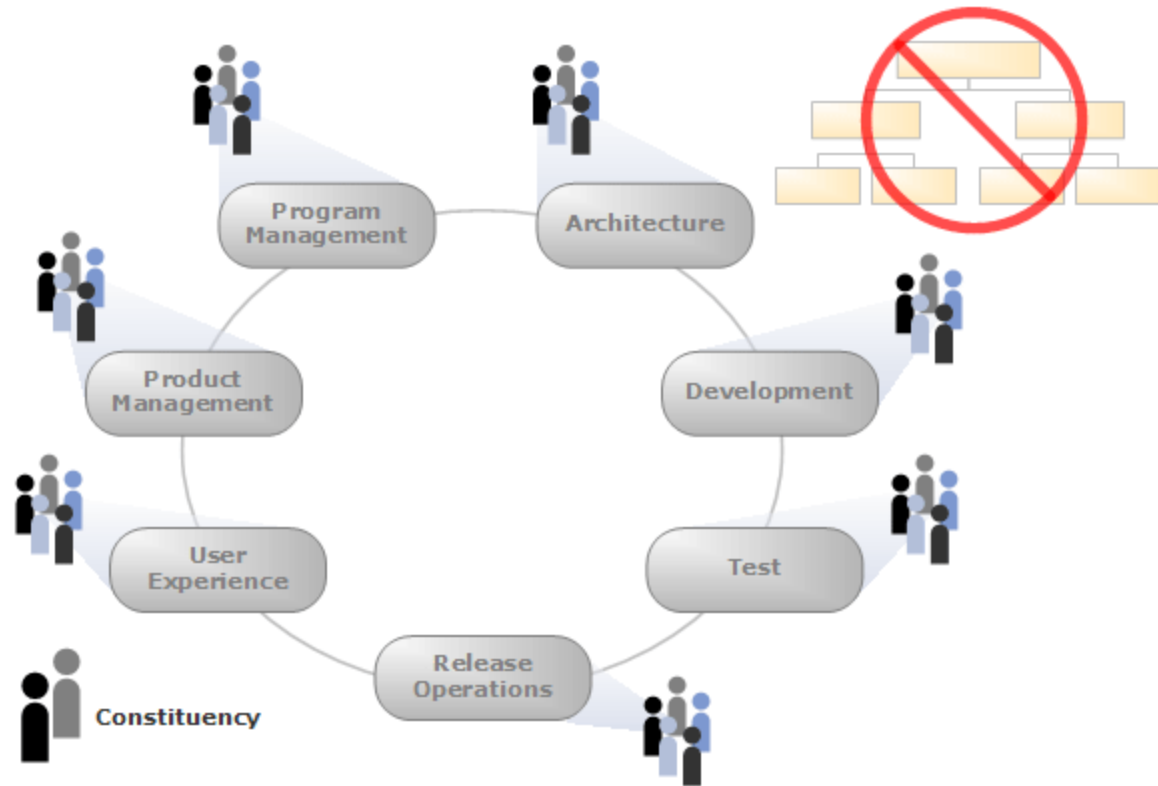 Program
Management
Architecture
Product
Management
Development
User
Experience
Test
Release
Operations
Constituency